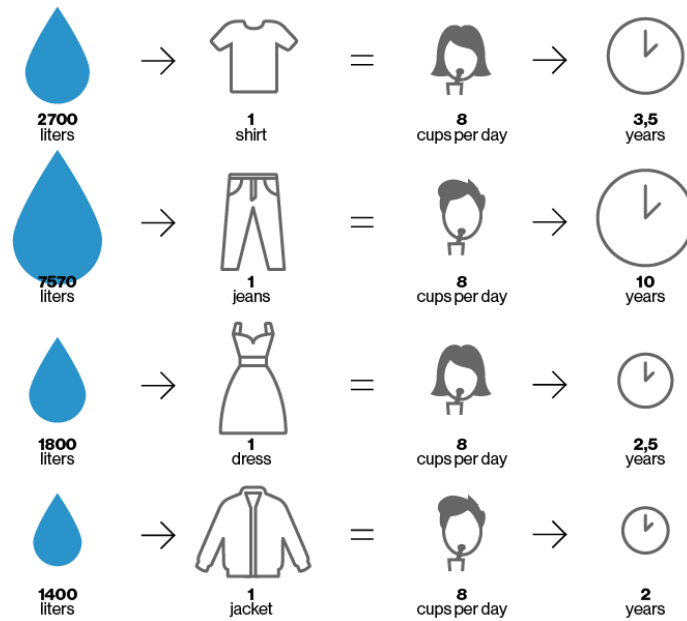 2700 1 8 3,5
liters shirt cups per day years
7570 1 8 10
liters jeans cups per day years
1800 1 8 2,5
liters dress cups per day years
1400 1 8 2
liters jacket cups per day years